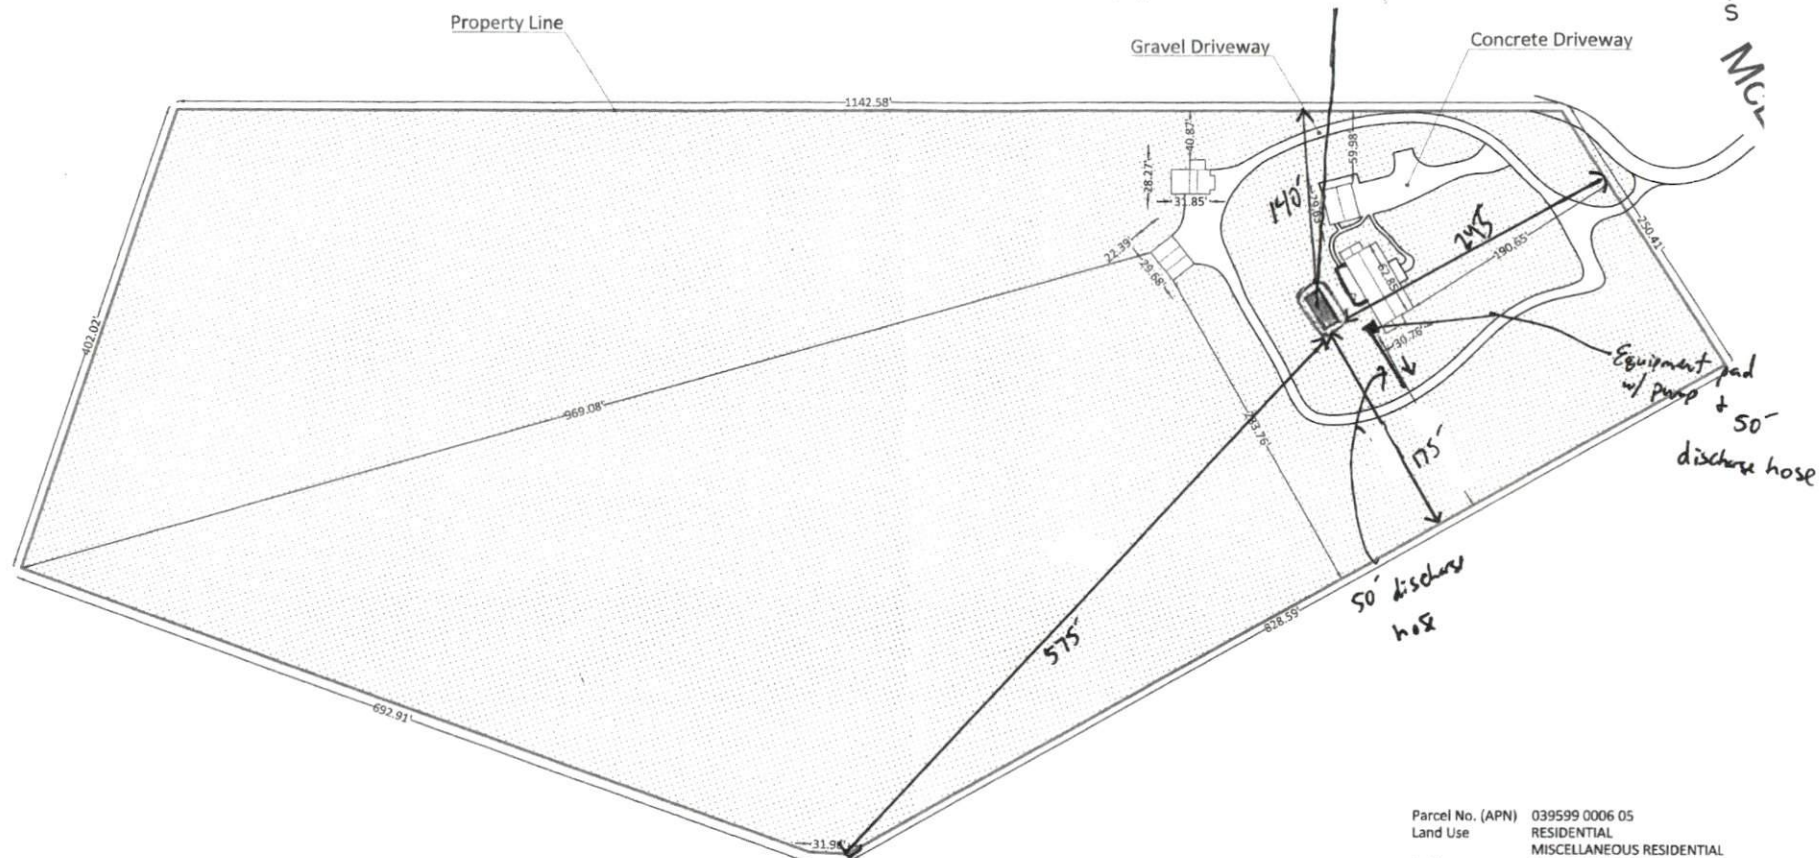 S
Property Line
Gravel Driveway
Concrete Driveway
1142.58'
40.87'
59.98'
28.27'
31.85'
140'
245
190.65'
250.41'
22.39'
29.68'
62.85'
30.76'
402.02'
969.08'
Equipment pad
w/ pump & 50'
discharge hose
175'
575'
50' discharge
hose
828.59'
692.91'
Parcel No. (APN) 039599 0006 05
Land Use RESIDENTIAL
MISCELLANEOUS RESIDENTIAL